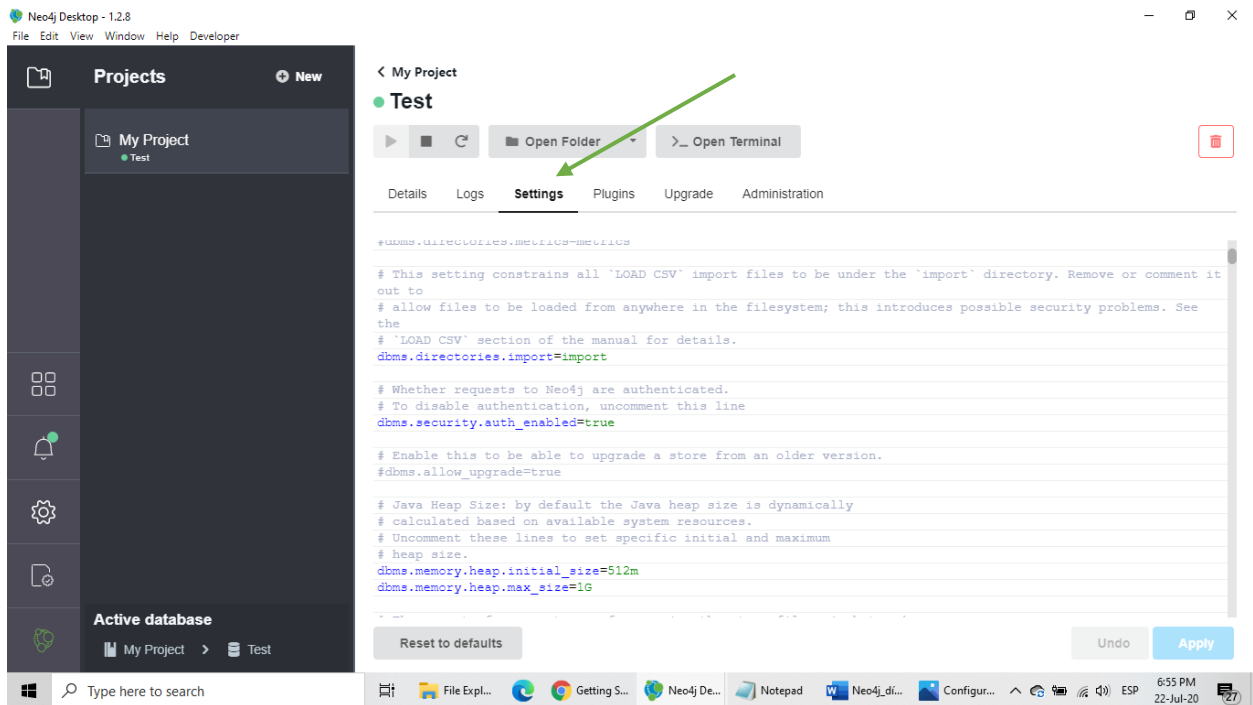 Neo4j Desktop - 1.2.8
File Edit View Window Help Developer
Projects
New
My Project
Test
Active database
My Project > Test
< My Project
Test
Open Folder
>_ Open Terminal
Details Logs Settings Plugins Upgrade Administration
#dbms.directories.metrics=metrics
# This setting constrains all `LOAD CSV` import files to be under the `import` directory. Remove or comment it
out to
# allow files to be loaded from anywhere in the filesystem; this introduces possible security problems. See
the
# `LOAD CSV` section of the manual for details.
dbms.directories.import=import
# Whether requests to Neo4j are authenticated.
# To disable authentication, uncomment this line
dbms.security.auth_enabled=true
# Enable this to be able to upgrade a store from an older version.
#dbms.allow_upgrade=true
# Java Heap Size: by default the Java heap size is dynamically
# calculated based on available system resources.
# Uncomment these lines to set specific initial and maximum
# heap size.
dbms.memory.heap.initial_size=512m
dbms.memory.heap.max_size=1G
Reset to defaults
Undo
Apply
Type here to search
File Expl...
Getting S...
Neo4j De...
Notepad
Neo4j_dí...
Configur...
ESP
6:55 PM
22-Jul-20
27